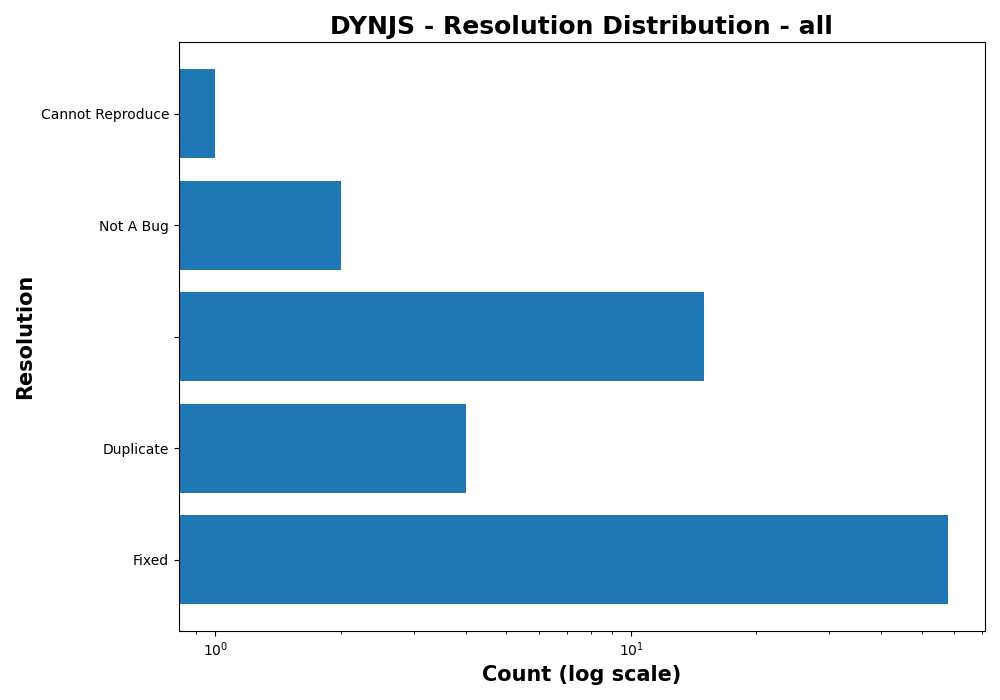 DYNJS - Resolution Distribution - all
Cannot Reproduce
Not A Bug
Duplicate
Fixed
Resolution
10⁰
10¹
Count (log scale)